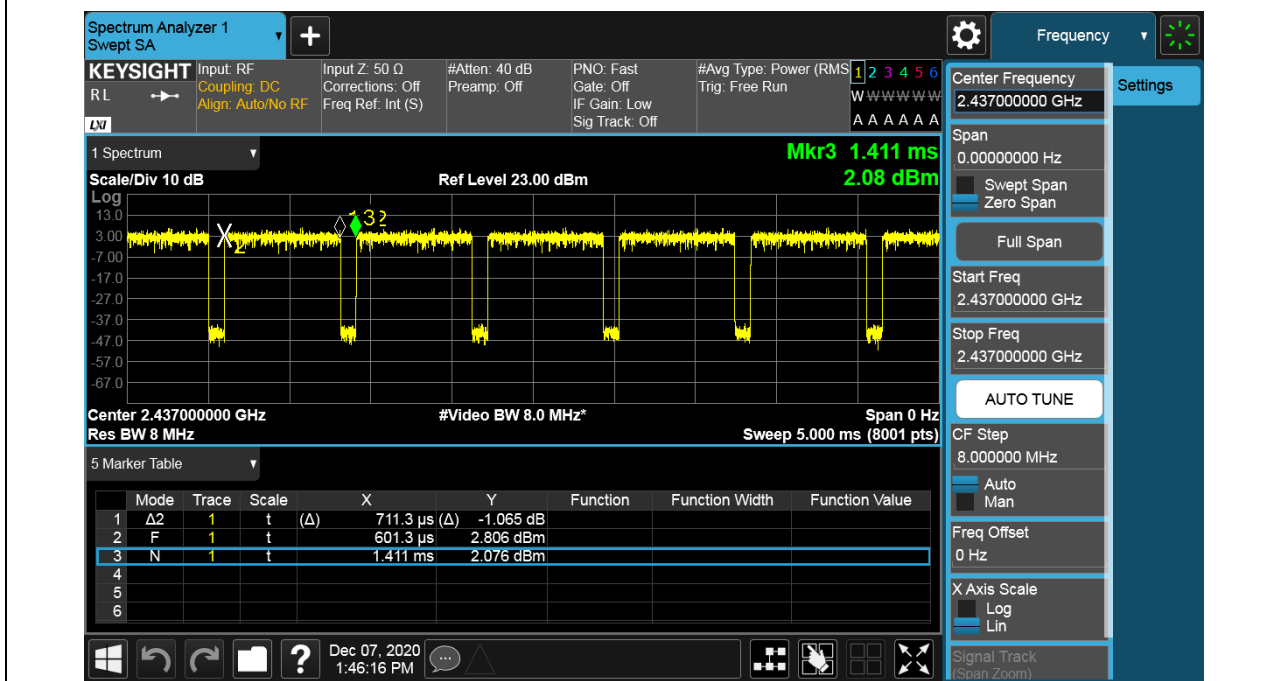 Spectrum Analyzer 1
Swept SA
+
Frequency
KEYSIGHT
RL
LXI
Input: RF
Coupling: DC
Align: Auto/No RF
Input Z: 50 Ω
Corrections: Off
Freq Ref: Int (S)
#Atten: 40 dB
Preamp: Off
PNO: Fast
Gate: Off
IF Gain: Low
Sig Track: Off
#Avg Type: Power (RMS
Trig: Free Run
1 2 3 4 5 6
W W W W W W
A A A A A A
1 Spectrum
Mkr3 1.411 ms
Scale/Div 10 dB
Ref Level 23.00 dBm
2.08 dBm
Log
13.0
3.00
-7.00
-17.0
-27.0
-37.0
-47.0
-57.0
-67.0
X
2
3
Center 2.437000000 GHz
#Video BW 8.0 MHz*
Span 0 Hz
Res BW 8 MHz
Sweep 5.000 ms (8001 pts)
5 Marker Table
Mode Trace Scale X Y Function Function Width Function Value
1 Δ2 1 t (Δ) 711.3 µs (Δ) -1.065 dB
2 F 1 t 601.3 µs 2.806 dBm
3 N 1 t 1.411 ms 2.076 dBm
4
5
6
?
Dec 07, 2020
1:46:16 PM
Center Frequency
2.437000000 GHz
Settings
Span
0.00000000 Hz
Swept Span
Zero Span
Full Span
Start Freq
2.437000000 GHz
Stop Freq
2.437000000 GHz
AUTO TUNE
CF Step
8.000000 MHz
Auto
Man
Freq Offset
0 Hz
X Axis Scale
Log
Lin
Signal Track
(Span Zoom)